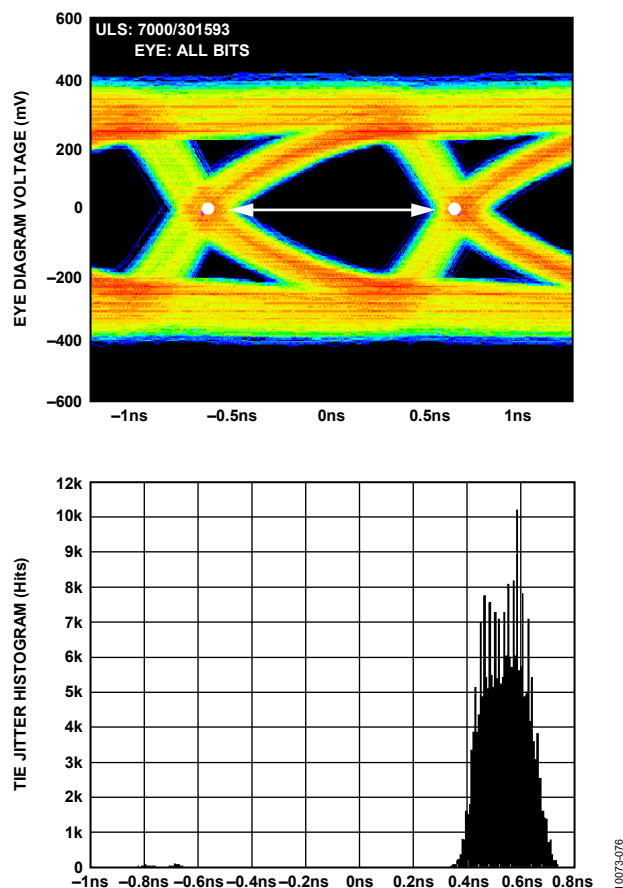 EYE DIAGRAM VOLTAGE (mV)
600
400
200
0
–200
–400
–600
ULS: 7000/301593
EYE: ALL BITS
–1ns –0.5ns 0ns 0.5ns 1ns
TIE JITTER HISTOGRAM (Hits)
12k
10k
9k
8k
7k
6k
5k
4k
3k
2k
1k
0
–1ns –0.8ns –0.6ns –0.4ns –0.2ns 0ns 0.2ns 0.4ns 0.6ns 0.8ns
10073-076